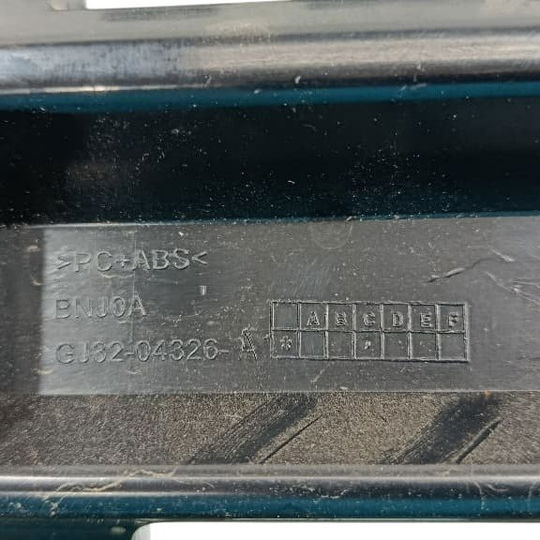 >PC+ABS<
BNJ0A
GJ32-04326-A
A B C D E F
*